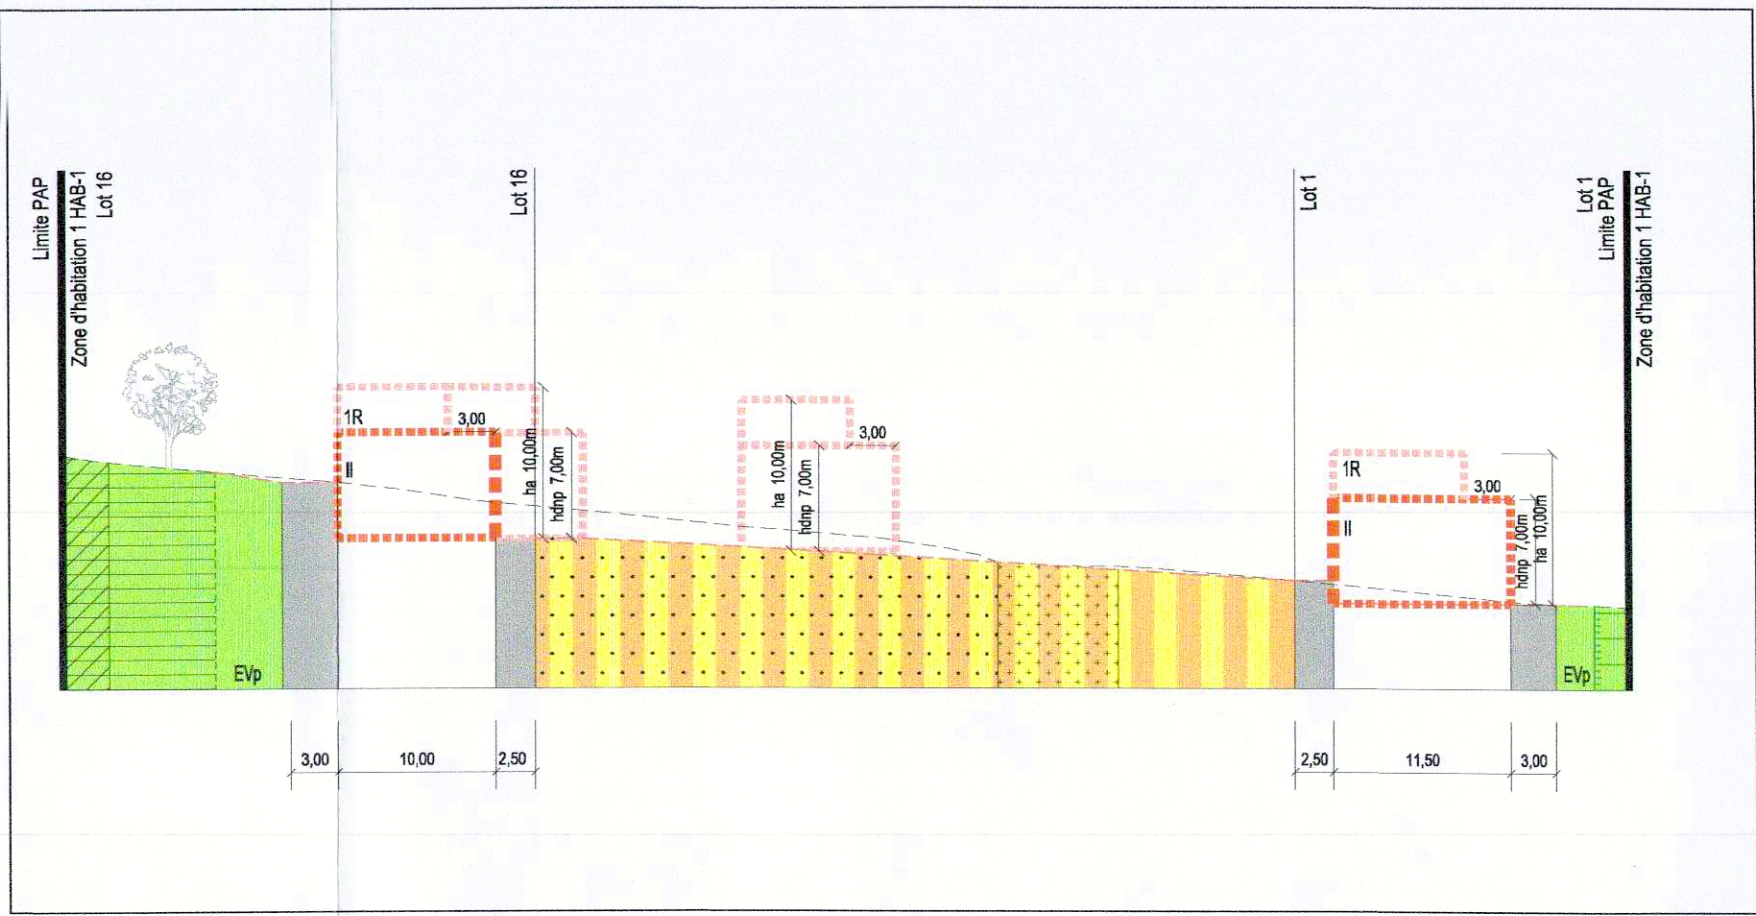 Limite PAP
Zone d'habitation 1 HAB-1
Lot 16
Lot 16
Lot 1
Lot 1
Limite PAP
Zone d'habitation 1 HAB-1
1R
3,00
II
ha 10,00m
hdnp 7,00m
ha 10,00m
hdnp 7,00m
3,00
1R
3,00
II
hdnp 7,00m
ha 10,00m
EVp
EVp
3,00
10,00
2,50
2,50
11,50
3,00